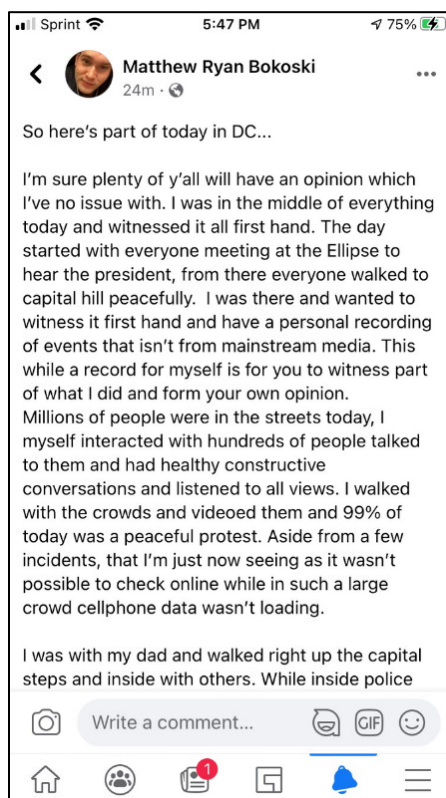 Sprint 5:47 PM 75%
Matthew Ryan Bokoski
24m ·
So here's part of today in DC...
I'm sure plenty of y'all will have an opinion which
I've no issue with. I was in the middle of everything
today and witnessed it all first hand. The day
started with everyone meeting at the Ellipse to
hear the president, from there everyone walked to
capital hill peacefully.  I was there and wanted to
witness it first hand and have a personal recording
of events that isn't from mainstream media. This
while a record for myself is for you to witness part
of what I did and form your own opinion.
Millions of people were in the streets today, I
myself interacted with hundreds of people talked
to them and had healthy constructive
conversations and listened to all views. I walked
with the crowds and videoed them and 99% of
today was a peaceful protest. Aside from a few
incidents, that I'm just now seeing as it wasn't
possible to check online while in such a large
crowd cellphone data wasn't loading.
I was with my dad and walked right up the capital
steps and inside with others. While inside police
Write a comment... GIF
1